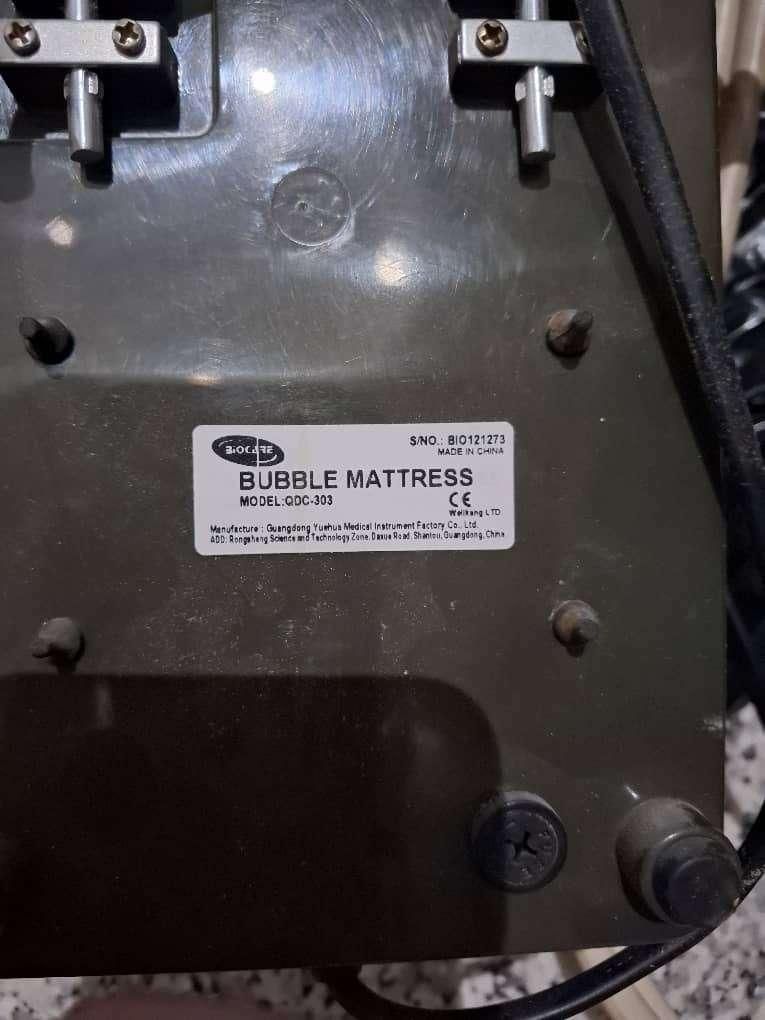 BIOCARE
S/NO.: BIO121273
MADE IN CHINA
BUBBLE MATTRESS
MODEL:QDC-303
CE
Wellkang LTD
Manufacture : Guangdong Yuehua Medical Instrument Factory Co., Ltd.
ADD: Rongsheng Science and Technology Zone, Daxue Road, Shantou, Guangdong, China